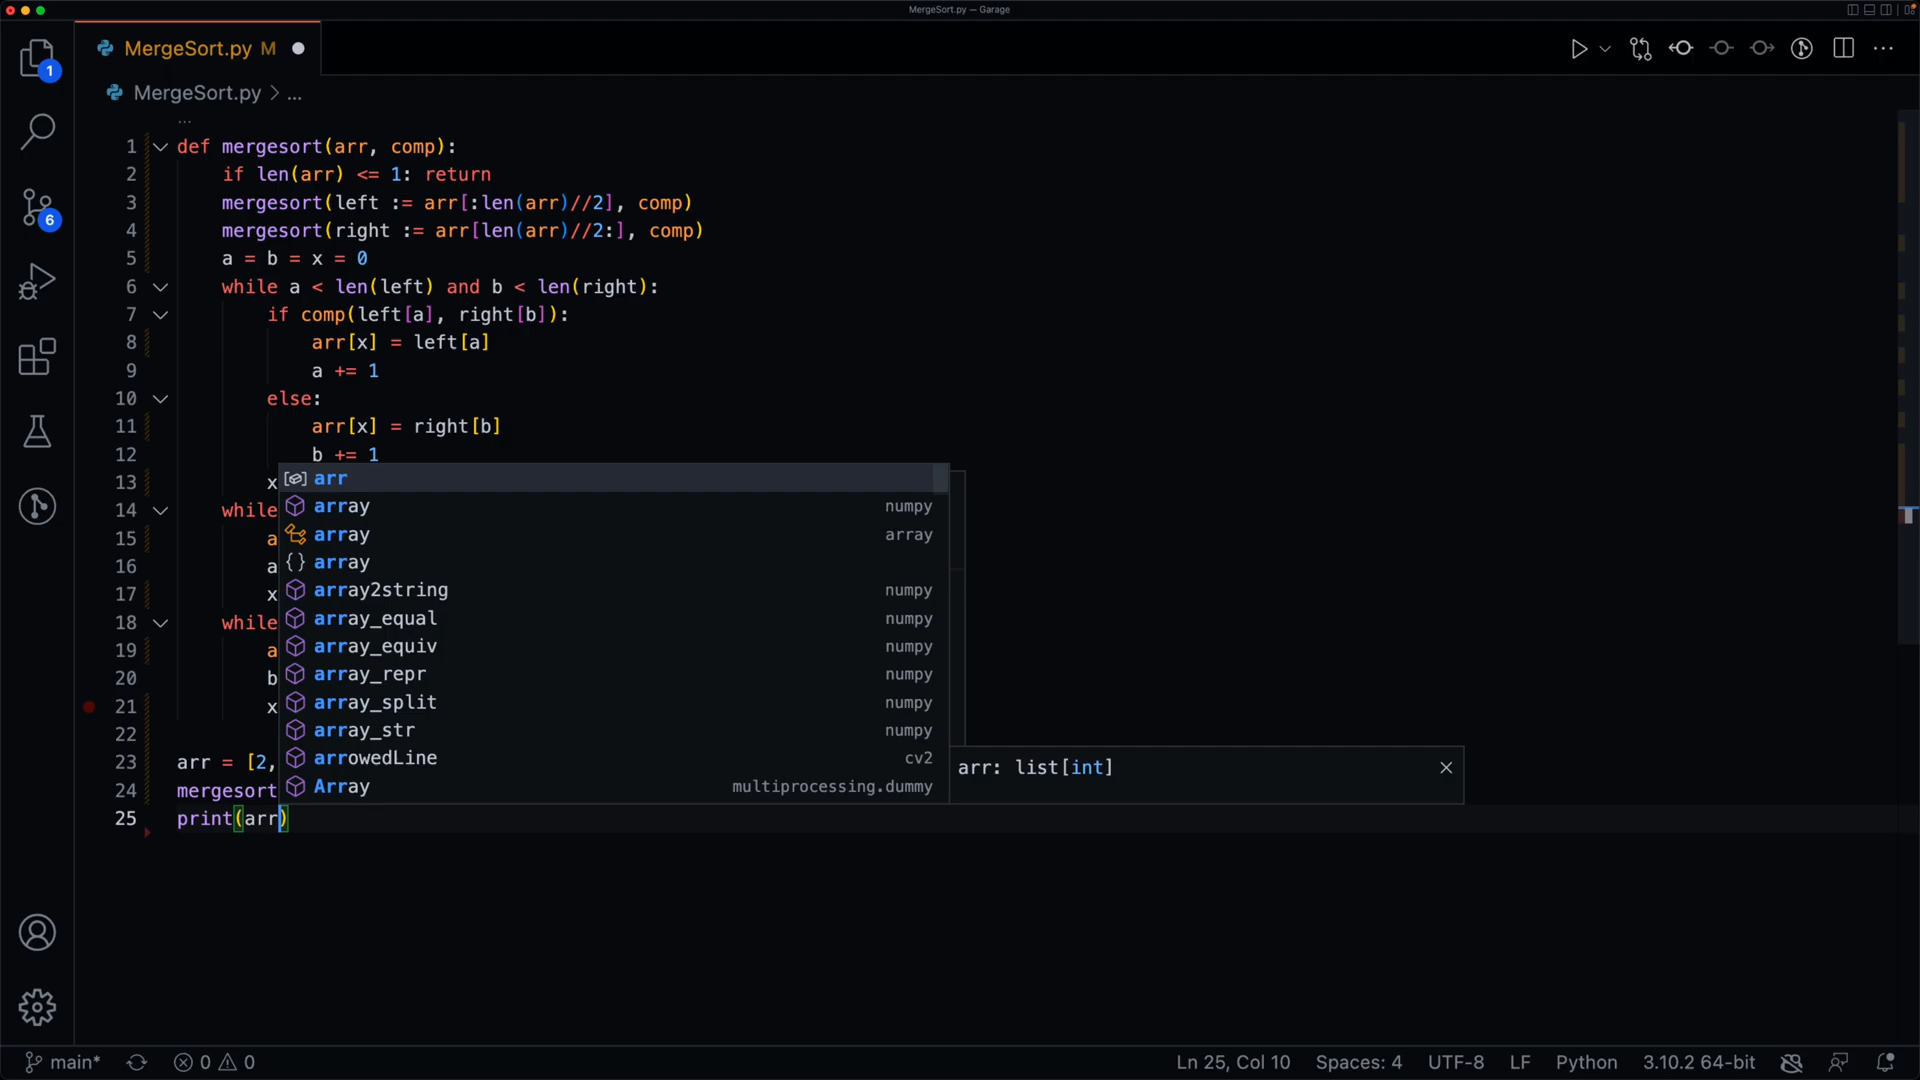 MergeSort.py — Garage
MergeSort.py M
MergeSort.py > ...
1
6
...
1 def mergesort(arr, comp):
2 if len(arr) <= 1: return
3 mergesort(left := arr[:len(arr)//2], comp)
4 mergesort(right := arr[len(arr)//2:], comp)
5 a = b = x = 0
6 while a < len(left) and b < len(right):
7 if comp(left[a], right[b]):
8 arr[x] = left[a]
9 a += 1
10 else:
11 arr[x] = right[b]
12 b += 1
13 x
14 while
15 a
16 a
17 x
18 while
19 a
20 b
21 x
22
23 arr = [2,
24 mergesort
25 print(arr)
arr
array numpy
array array
array
array2string numpy
array_equal numpy
array_equiv numpy
array_repr numpy
array_split numpy
array_str numpy
arrowedLine cv2
Array multiprocessing.dummy
arr: list[int]
main* 0 0 Ln 25, Col 10 Spaces: 4 UTF-8 LF Python 3.10.2 64-bit